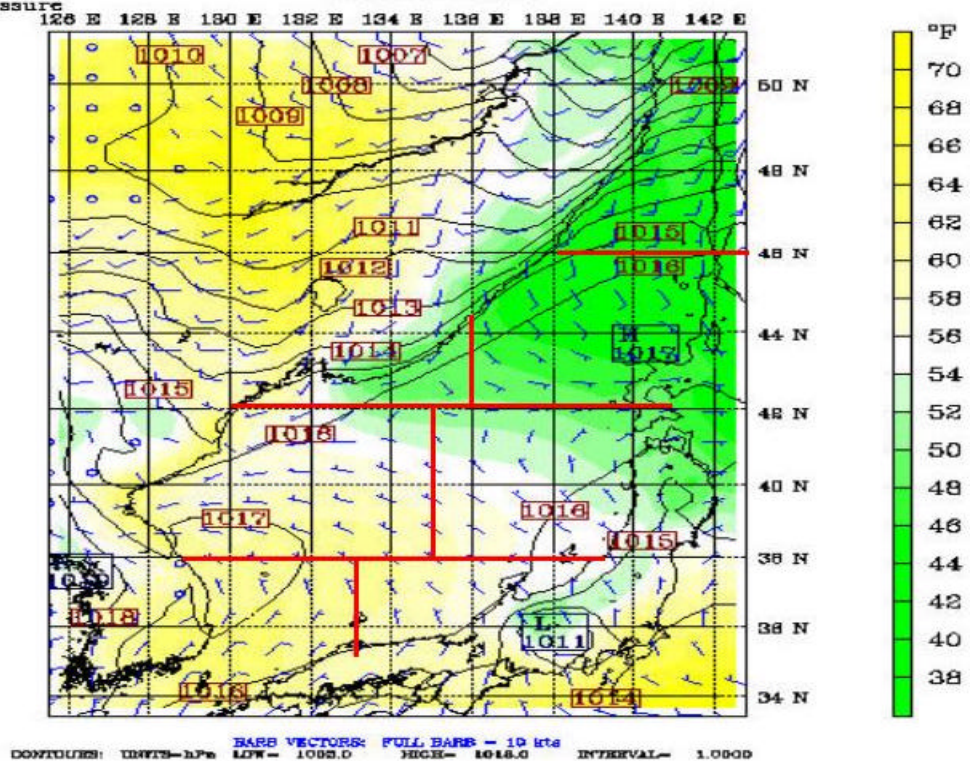 ssure
126 E 128 E 130 E 132 E 134 E 136 E 138 E 140 E 142 E
°F
1010 1007
1008 1009
50 N
70
1009
68
66
48 N
64
1011 1015
62
46 N
1012 1016
60
1013
58
44 N
1014
H
1017
56
1015
54
42 N
52
1016
50
40 N
48
1017 1016
46
1015
38 N
44
42
1018
L
1011
36 N
40
38
1016 1014
34 N
BARB VECTORS: FULL BARB = 10 kts
CONTOURS: UNITS=hPa LOW= HIGH= 1018.0 INTERVAL= 1.0000